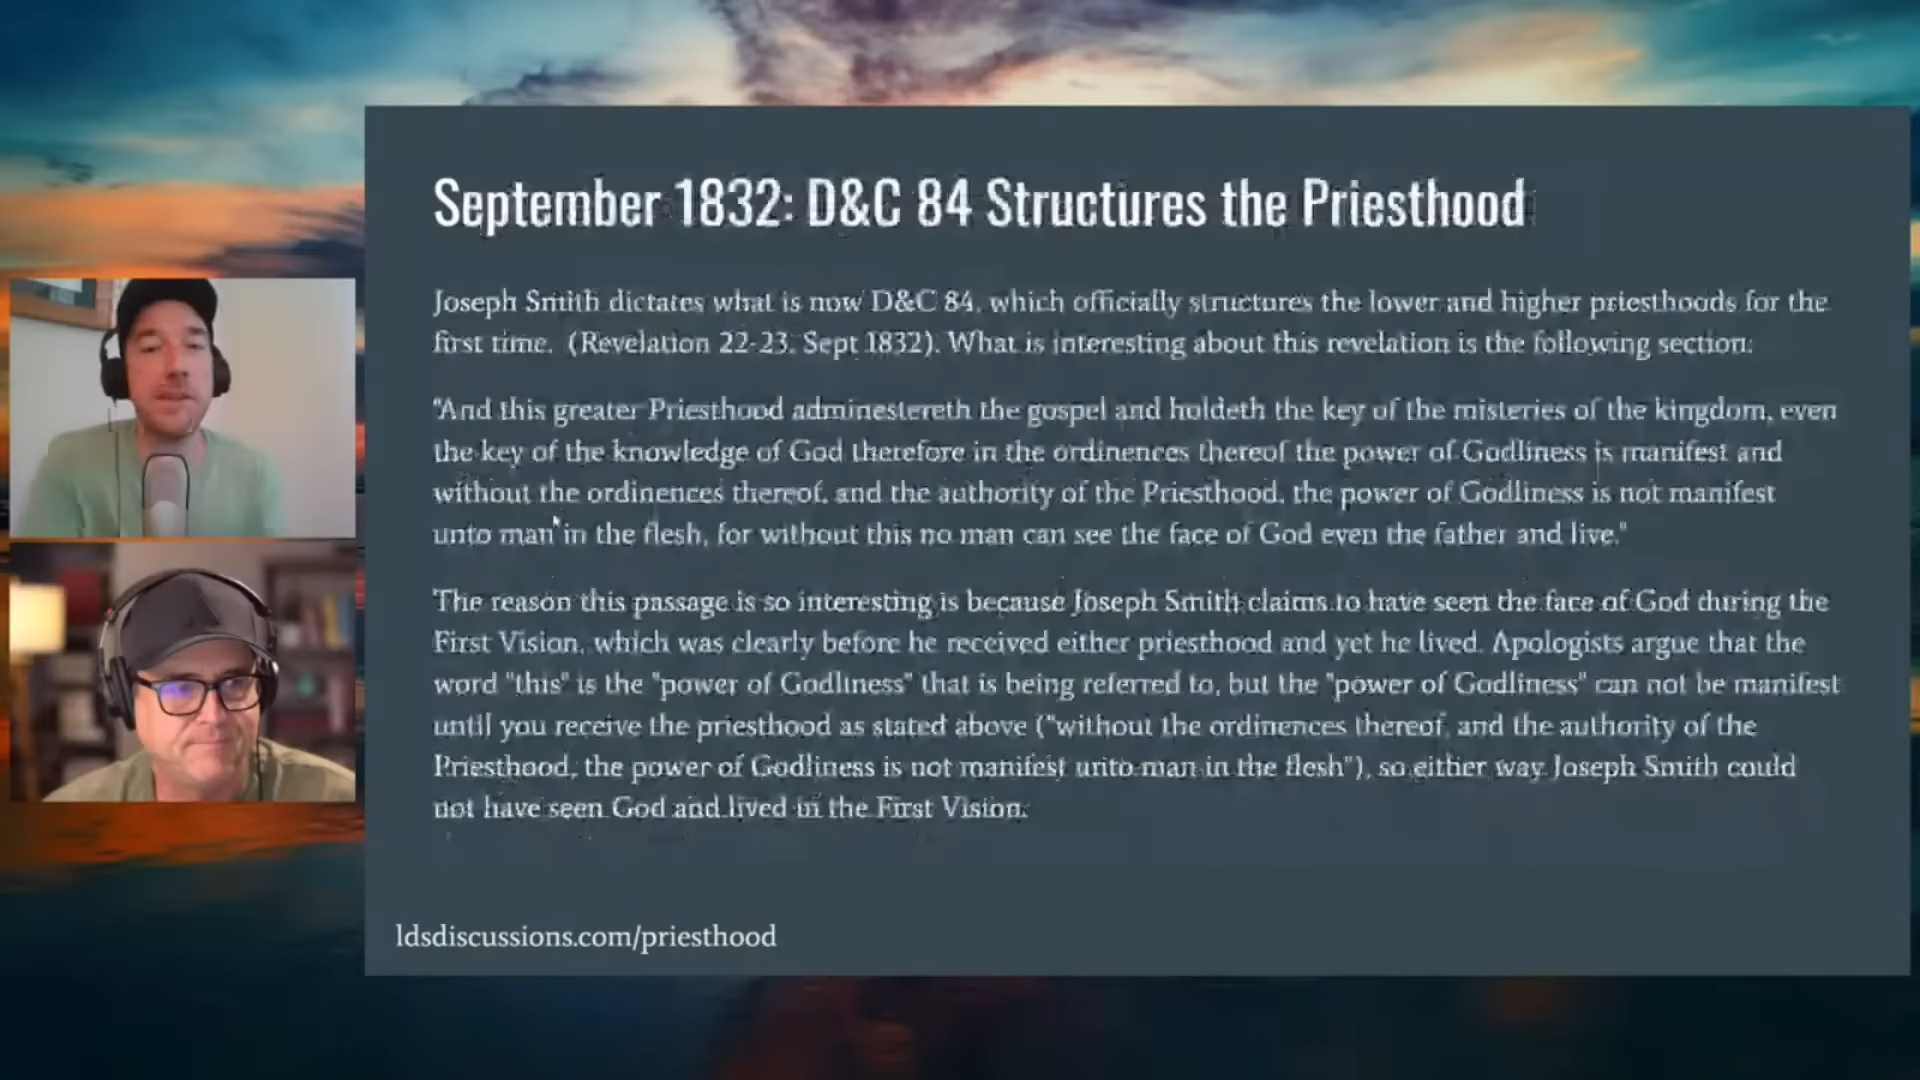 September 1832: D&C 84 Structures the Priesthood
Joseph Smith dictates what is now D&C 84, which officially structures the lower and higher priesthoods for the
first time. (Revelation 22-23, Sept 1832). What is interesting about this revelation is the following section:
"And this greater Priesthood adminestereth the gospel and holdeth the key of the misteries of the kingdom, even
the key of the knowledge of God therefore in the ordinences thereof the power of Godliness is manifest and
without the ordinences thereof, and the authority of the Priesthood, the power of Godliness is not manifest
unto man in the flesh, for without this no man can see the face of God even the father and live."
The reason this passage is so interesting is because Joseph Smith claims to have seen the face of God during the
First Vision, which was clearly before he received either priesthood and yet he lived. Apologists argue that the
word "this" is the "power of Godliness" that is being referred to, but the "power of Godliness" can not be manifest
until you receive the priesthood as stated above ("without the ordinences thereof, and the authority of the
Priesthood, the power of Godliness is not manifest unto man in the flesh"), so either way Joseph Smith could
not have seen God and lived in the First Vision.
ldsdiscussions.com/priesthood